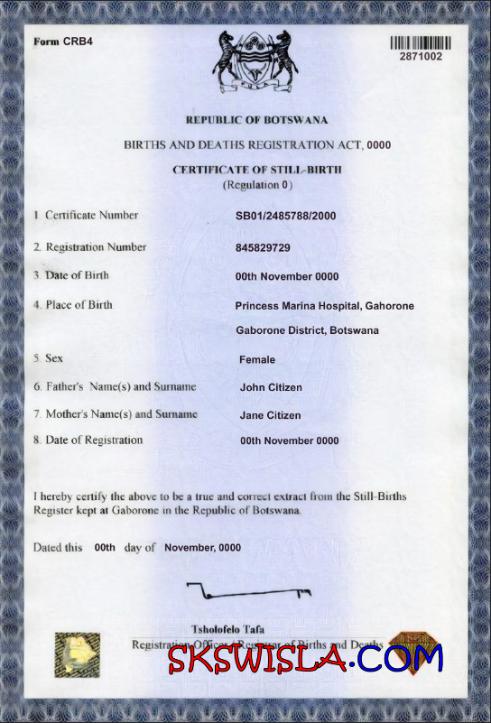 Form CRB4
2871002
PULA
REPUBLIC OF BOTSWANA
BIRTHS AND DEATHS REGISTRATION ACT, 0000
CERTIFICATE OF STILL-BIRTH
(Regulation 0)
1 Certificate Number SB01/2485788/2000
2. Registration Number 845829729
3. Date of Birth 00th November 0000
4. Place of Birth Princess Marina Hospital, Gahorone
Gaborone District, Botswana
5. Sex Female
6. Father's Name(s) and Surname John Citizen
7. Mother's Name(s) and Surname Jane Citizen
8. Date of Registration 00th November 0000
I hereby certify the above to be a true and correct extract from the Still-Births
Register kept at Gaborone in the Republic of Botswana.
Dated this 00th day of November, 0000
Tsholofelo Tafa
Registration Officer / Registrar of Births and Deaths
SKSWISLA.COM